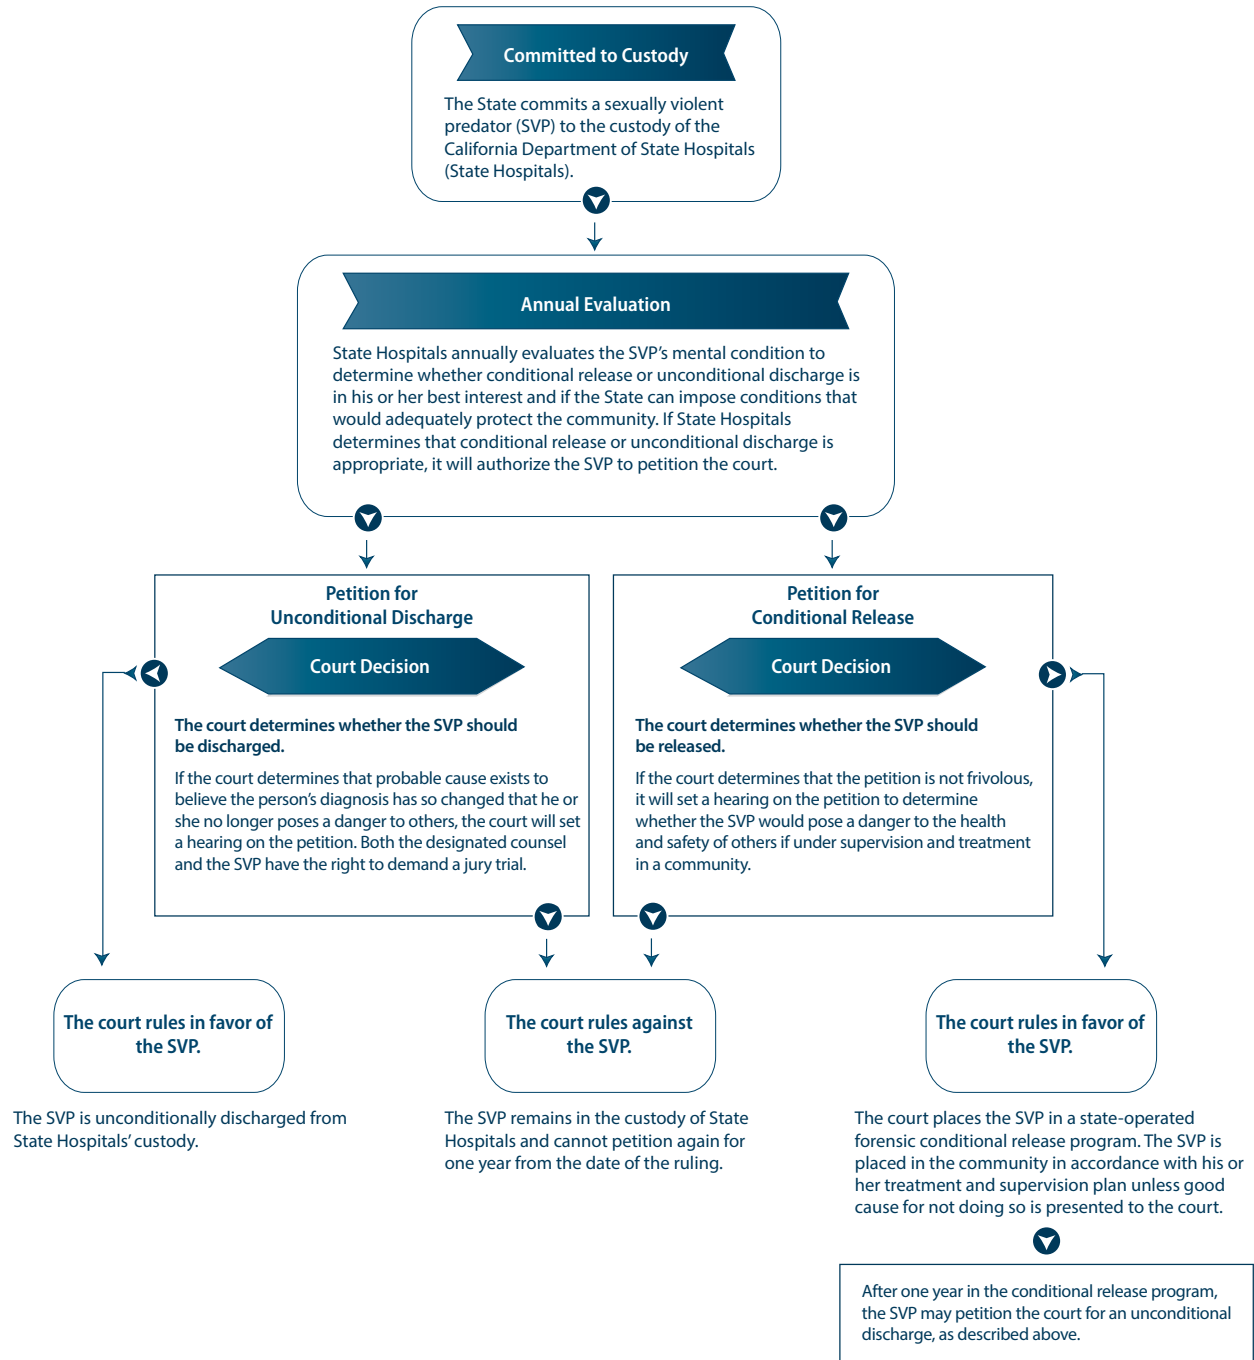 Committed to Custody
The State commits a sexually violent
predator (SVP) to the custody of the
California Department of State Hospitals
(State Hospitals).
Annual Evaluation
State Hospitals annually evaluates the SVP’s mental condition to
determine whether conditional release or unconditional discharge is
in his or her best interest and if the State can impose conditions that
would adequately protect the community. If State Hospitals
determines that conditional release or unconditional discharge is
appropriate, it will authorize the SVP to petition the court.
Petition for
Unconditional Discharge
Court Decision
The court determines whether the SVP should
be discharged.
If the court determines that probable cause exists to
believe the person’s diagnosis has so changed that he or
she no longer poses a danger to others, the court will set
a hearing on the petition. Both the designated counsel
and the SVP have the right to demand a jury trial.
Petition for
Conditional Release
Court Decision
The court determines whether the SVP should
be released.
If the court determines that the petition is not frivolous,
it will set a hearing on the petition to determine
whether the SVP would pose a danger to the health
and safety of others if under supervision and treatment
in a community.
The court rules in favor of
the SVP.
The SVP is unconditionally discharged from
State Hospitals’ custody.
The court rules against
the SVP.
The SVP remains in the custody of State
Hospitals and cannot petition again for
one year from the date of the ruling.
The court rules in favor of
the SVP.
The court places the SVP in a state-operated
forensic conditional release program. The SVP is
placed in the community in accordance with his or
her treatment and supervision plan unless good
cause for not doing so is presented to the court.
After one year in the conditional release program,
the SVP may petition the court for an unconditional
discharge, as described above.